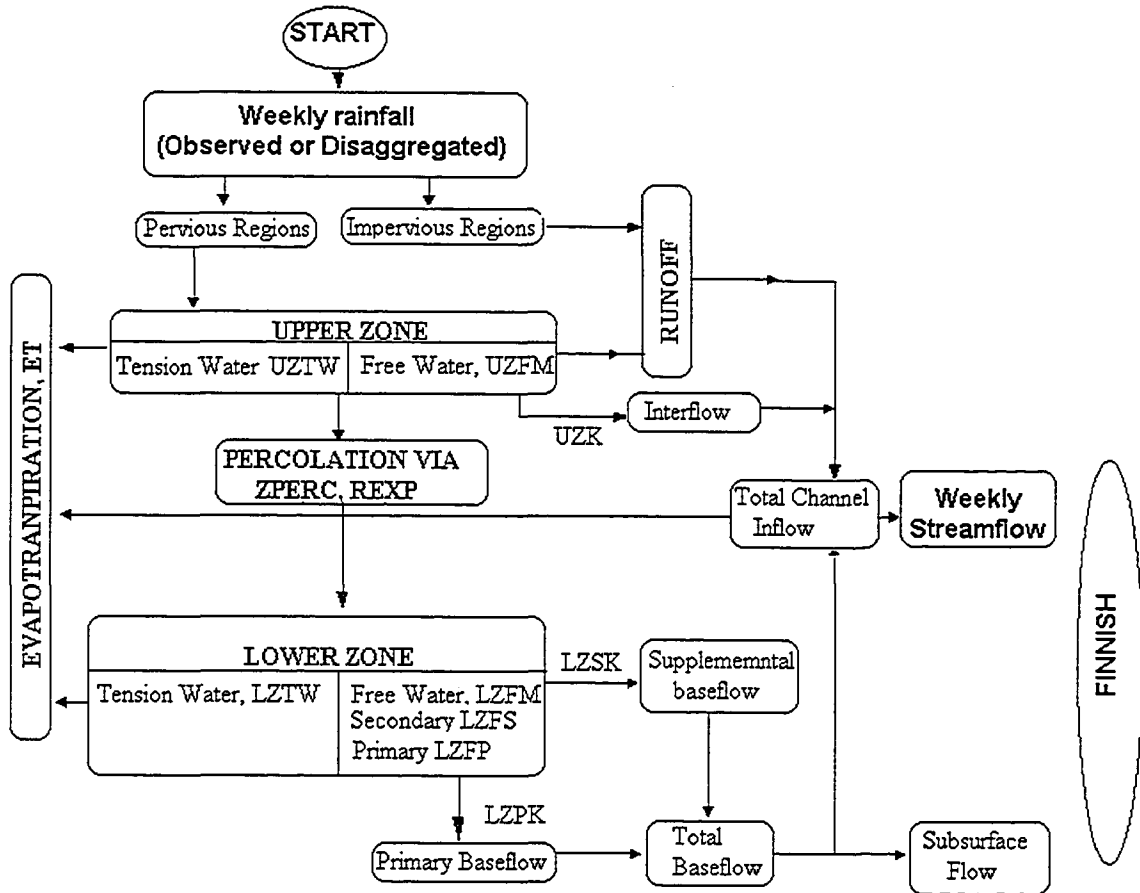 START
Weekly rainfall
(Observed or Disaggregated)
Pervious Regions
Impervious Regions
RUNOFF
UPPER ZONE
Tension Water UZTW
Free Water, UZFM
UZK
Interflow
PERCOLATION VIA
ZPERC, REXP
EVAPOTRANPIRATION, ET
Total Channel
Inflow
Weekly
Streamflow
LOWER ZONE
Tension Water, LZTW
Free Water, LZFM
Secondary LZFS
Primary LZFP
LZSK
Supplememntal
baseflow
FINNISH
LZPK
Primary Baseflow
Total
Baseflow
Subsurface
Flow